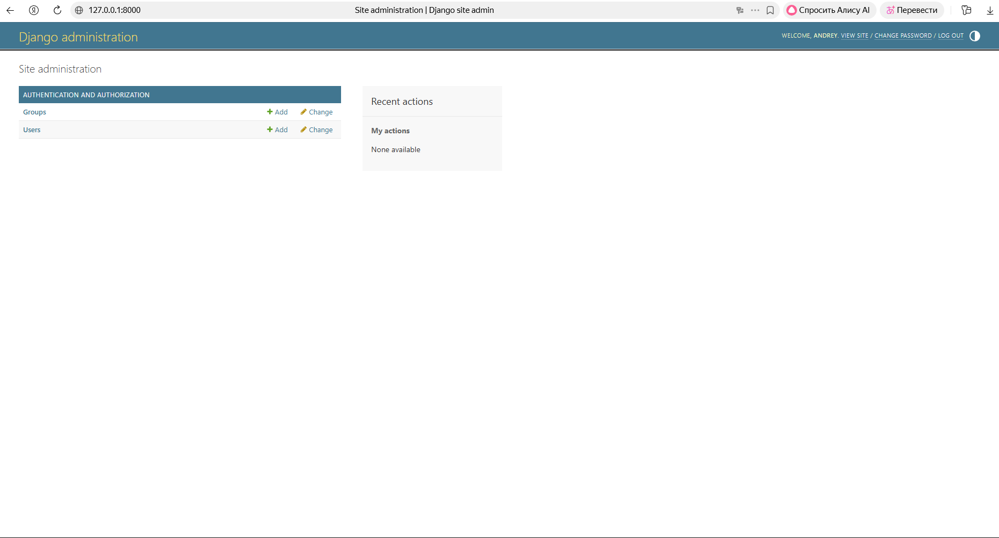 127.0.0.1:8000 Site administration | Django site admin Спросить Алису AI Перевести
Django administration WELCOME, ANDREY. VIEW SITE / CHANGE PASSWORD / LOG OUT
Site administration
AUTHENTICATION AND AUTHORIZATION
Groups Add Change
Users Add Change
Recent actions
My actions
None available